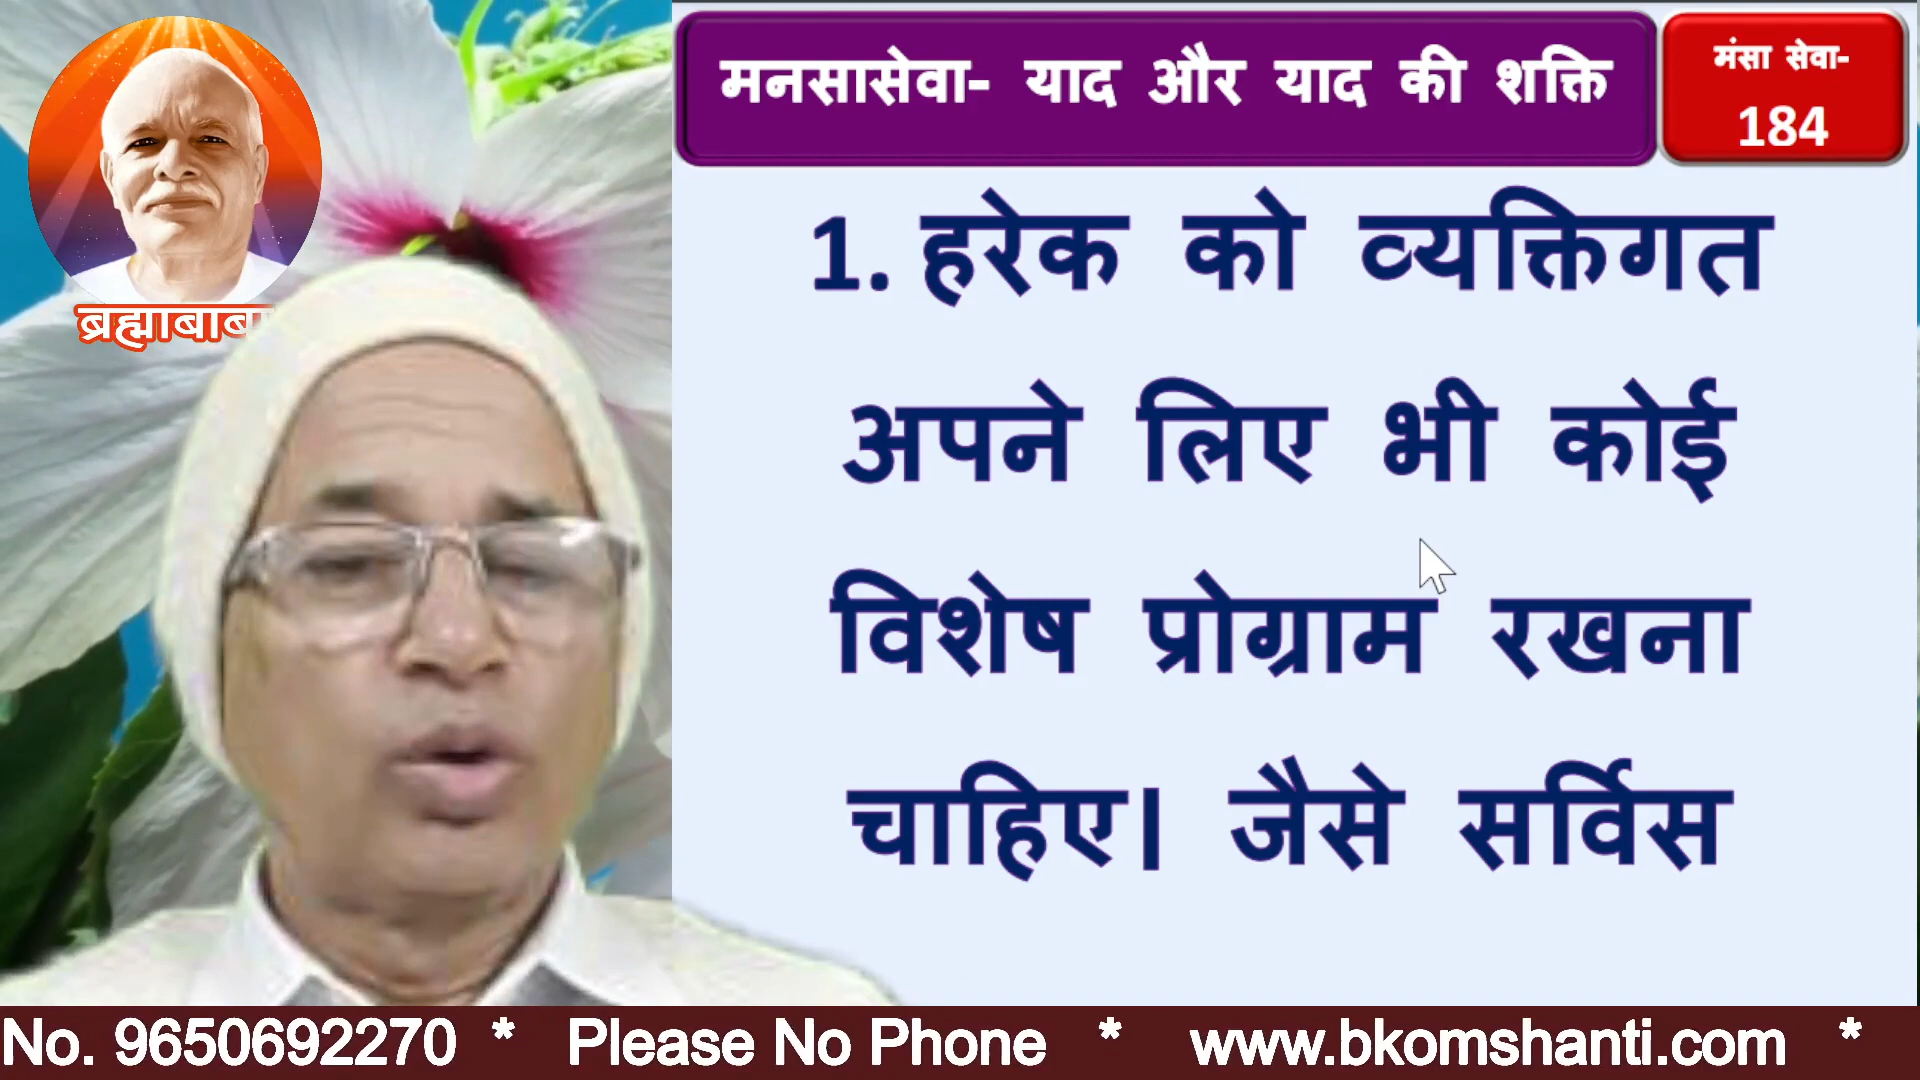 मनसासेवा- याद और याद की शक्ति
मंसा सेवा-
184
ब्रह्माबाबा
1. हरेक को व्यक्तिगत
अपने लिए भी कोई
विशेष प्रोग्राम रखना
चाहिए। जैसे सर्विस
No. 9650692270 * Please No Phone * www.bkomshanti.com *